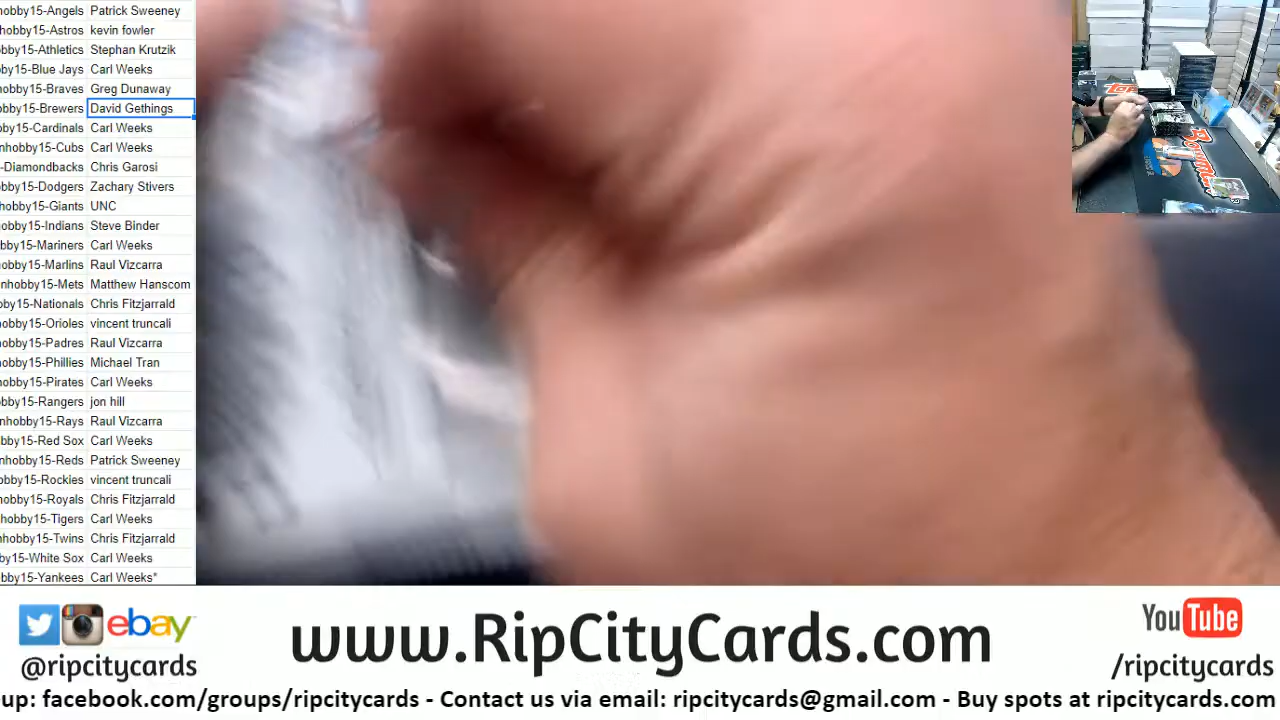 hobby15-Angels Patrick Sweeney
nhobby15-Astros kevin fowler
obby15-Athletics Stephan Krutzik
bby15-Blue Jays Carl Weeks
hobby15-Braves Greg Dunaway
obby15-Brewers David Gethings
bby15-Cardinals Carl Weeks
nhobby15-Cubs Carl Weeks
-Diamondbacks Chris Garosi
bby15-Dodgers Zachary Stivers
hobby15-Giants UNC
obby15-Indians Steve Binder
bby15-Mariners Carl Weeks
obby15-Marlins Raul Vizcarra
nhobby15-Mets Matthew Hanscom
bby15-Nationals Chris Fitzjarrald
hobby15-Orioles vincent truncali
hobby15-Padres Raul Vizcarra
obby15-Phillies Michael Tran
hobby15-Pirates Carl Weeks
obby15-Rangers jon hill
nhobby15-Rays Raul Vizcarra
obby15-Red Sox Carl Weeks
nhobby15-Reds Patrick Sweeney
obby15-Rockies vincent truncali
obby15-Royals Chris Fitzjarrald
hobby15-Tigers Carl Weeks
hobby15-Twins Chris Fitzjarrald
by15-White Sox Carl Weeks
bby15-Yankees Carl Weeks*
Bowman
ebay
@ripcitycards
www.RipCityCards.com
YouTube
/ripcitycards
oup: facebook.com/groups/ripcitycards - Contact us via email: ripcitycards@gmail.com - Buy spots at ripcitycards.com